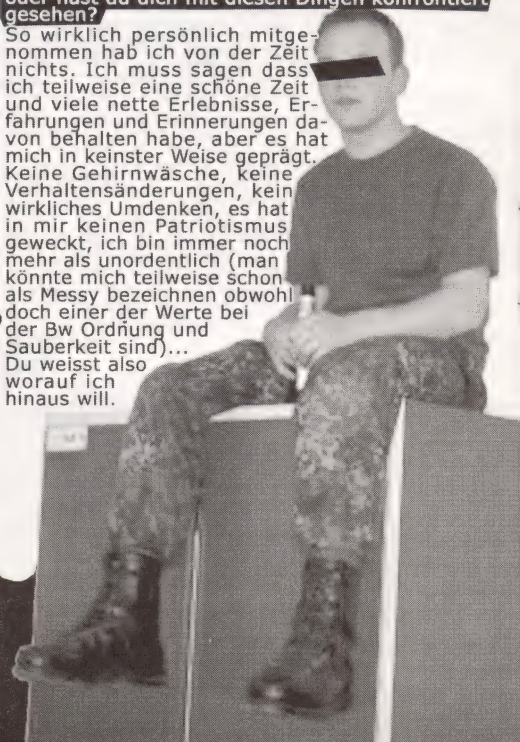 oder hast du dich mit diesen Dingen konfrontiert
gesehen?
So wirklich persönlich mitge-
nommen hab ich von der Zeit
nichts. Ich muss sagen dass
ich teilweise eine schöne Zeit
und viele nette Erlebnisse, Er-
fahrungen und Erinnerungen da-
von behalten habe, aber es hat
mich in keinster Weise geprägt.
Keine Gehirnwäsche, keine
Verhaltensänderungen, kein
wirkliches Umdenken, es hat
in mir keinen Patriotismus
geweckt, ich bin immer noch
mehr als unordentlich (man
könnte mich teilweise schon
als Messy bezeichnen obwohl
doch einer der Werte bei
der Bw Ordnung und
Sauberkeit sind)...
Du weisst also
worauf ich
hinaus will.